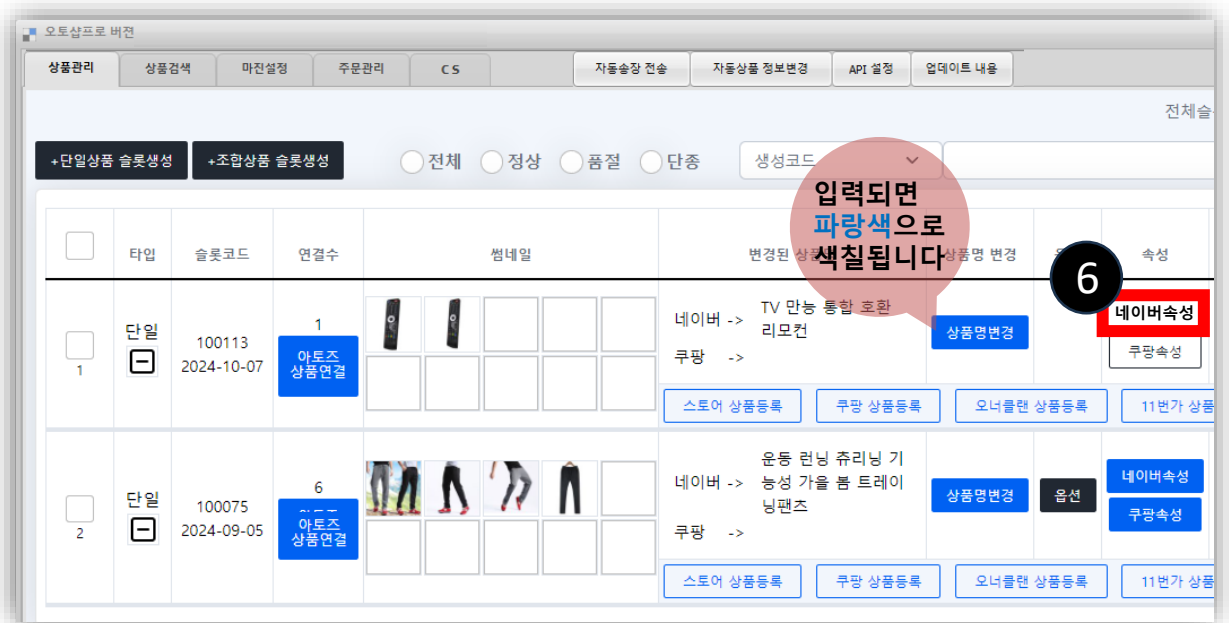 오토샵프로 버젼
상품관리 상품검색 마진설정 주문관리 C S 자동송장 전송 자동상품 정보변경 API 설정 업데이트 내용
전체슬
+단일상품 슬롯생성 +조합상품 슬롯생성 전체 정상 품절 단종 생성코드
입력되면
파랑색으로
색칠됩니다
타입 슬롯코드 연결수 썸네일 변경된 상품명 변경 속성
6
단일
1
100113
2024-10-07
1
아토즈
상품연결
네이버 -> TV 만능 통합 호환
리모컨
쿠팡 ->
상품명변경
네이버속성
쿠팡속성
스토어 상품등록 쿠팡 상품등록 오너클랜 상품등록 11번가 상품
단일
2
100075
2024-09-05
6
아토즈
상품연결
네이버 -> 운동 런닝 츄리닝 기
능성 가을 봄 트레이
닝팬츠
쿠팡 ->
상품명변경 옵션
네이버속성
쿠팡속성
스토어 상품등록 쿠팡 상품등록 오너클랜 상품등록 11번가 상품